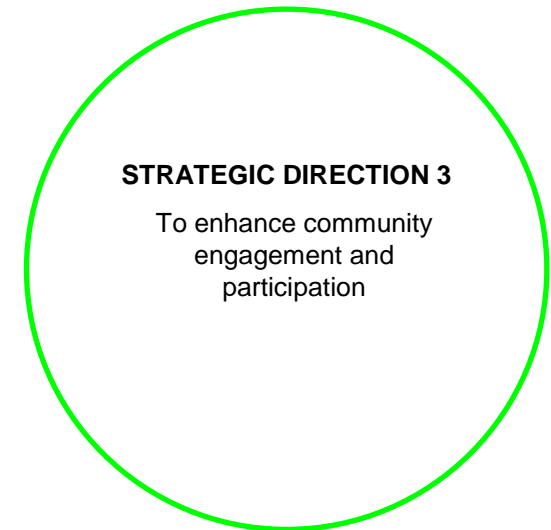 STRATEGIC DIRECTION 3
To enhance community
engagement and
participation